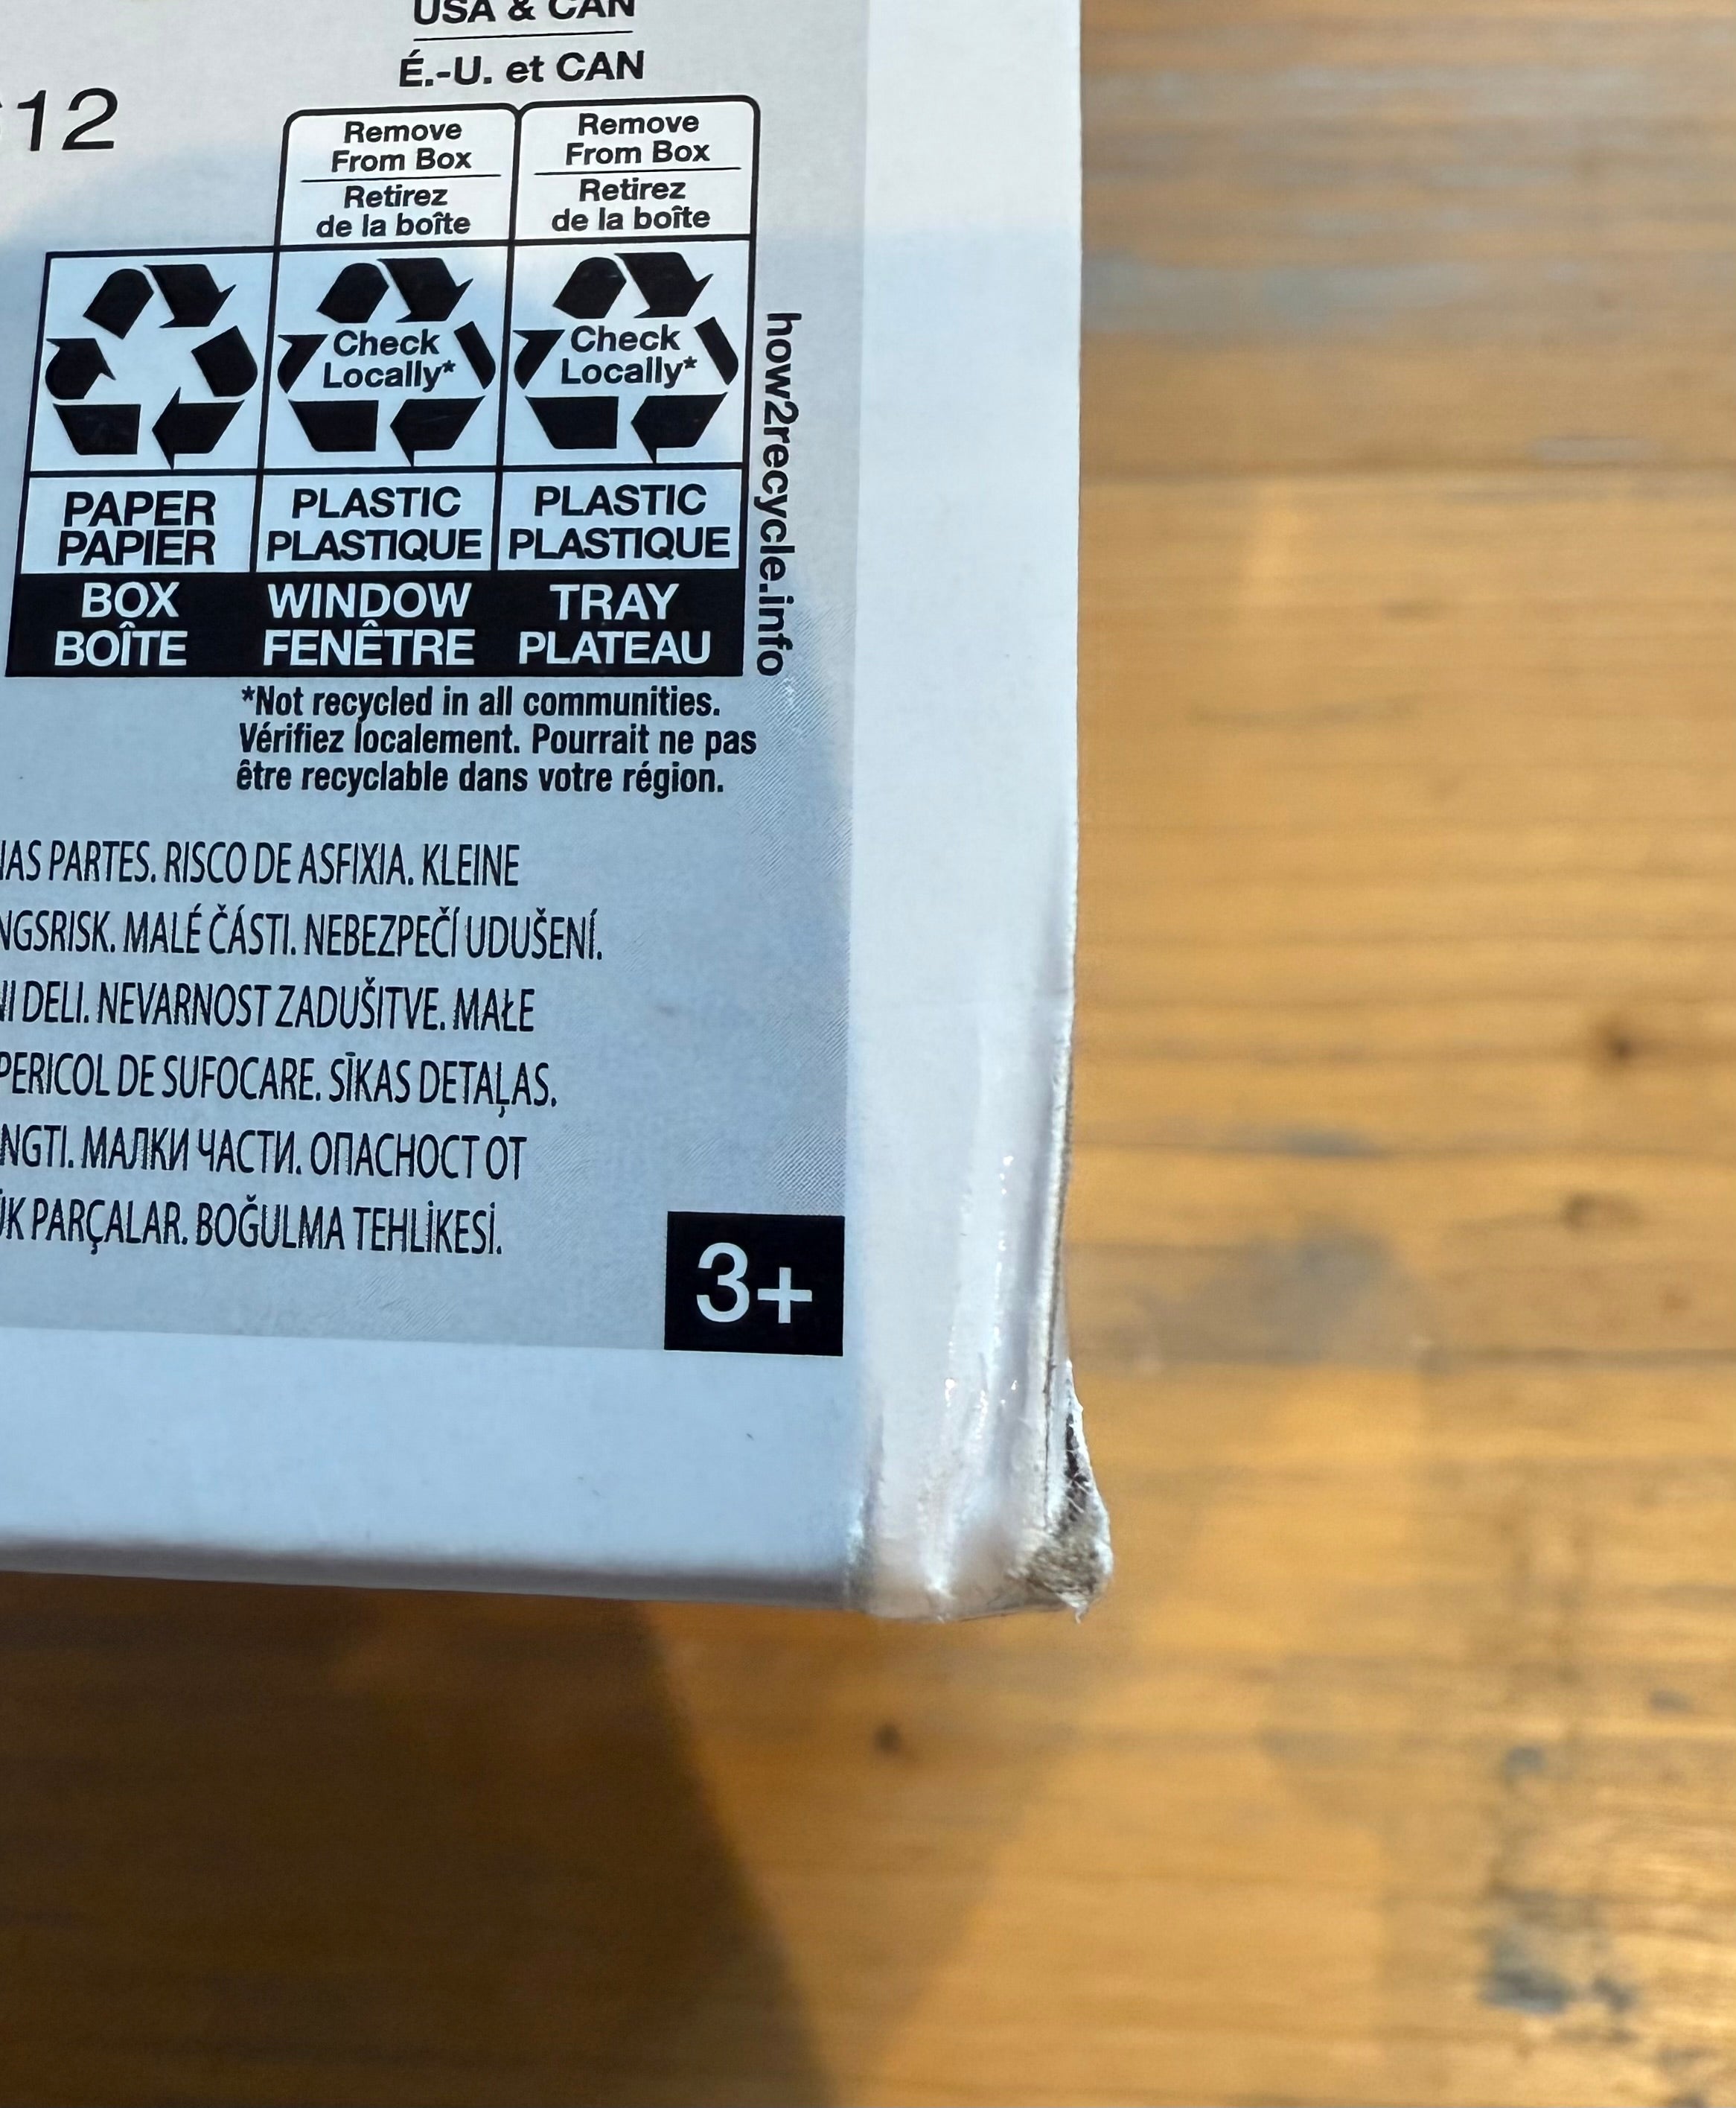 USA & CAN
É.-U. et CAN
12
Remove
From Box
Retirez
de la boîte
Remove
From Box
Retirez
de la boîte
Check
Locally*
Check
Locally*
PAPER
PAPIER
PLASTIC
PLASTIQUE
PLASTIC
PLASTIQUE
BOX
BOÎTE
WINDOW
FENÊTRE
TRAY
PLATEAU
how2recycle.info
*Not recycled in all communities.
Vérifiez localement. Pourrait ne pas
être recyclable dans votre région.
PARTES. RISCO DE ASFIXIA. KLEINE
MALÉ ČÁSTI. NEBEZPEČÍ UDUŠENÍ.
DELI. NEVARNOST ZADUŠITVE. MAŁE
PERICOL DE SUFOCARE. SĪKAS DETAĻAS.
МАЛКИ ЧАСТИ. ОПАСНОСТ ОТ
PARÇALAR. BOĞULMA TEHLİKESİ.
3+